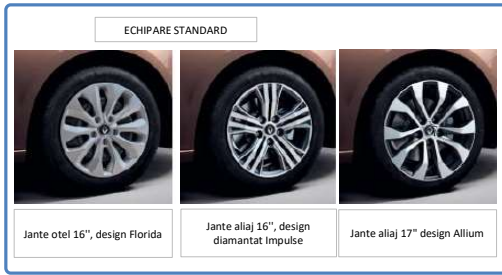 ECHIPARE STANDARD
Jante otel 16'', design Florida
Jante aliaj 16'', design
diamantat Impulse
Jante aliaj 17" design Allium